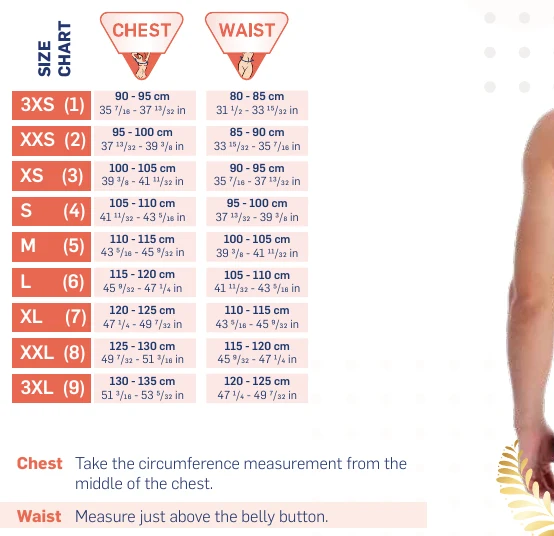 SIZE
CHART
CHEST
WAIST
3XS (1)
90 - 95 cm
35 ⁷/₁₆ - 37 ¹³/₃₂ in
80 - 85 cm
31 ¹/₂ - 33 ¹⁵/₃₂ in
XXS (2)
95 - 100 cm
37 ¹³/₃₂ - 39 ³/₈ in
85 - 90 cm
33 ¹⁵/₃₂ - 35 ⁷/₁₆ in
XS (3)
100 - 105 cm
39 ³/₈ - 41 ¹¹/₃₂ in
90 - 95 cm
35 ⁷/₁₆ - 37 ¹³/₃₂ in
S (4)
105 - 110 cm
41 ¹¹/₃₂ - 43 ⁵/₁₆ in
95 - 100 cm
37 ¹³/₃₂ - 39 ³/₈ in
M (5)
110 - 115 cm
43 ⁵/₁₆ - 45 ⁹/₃₂ in
100 - 105 cm
39 ³/₈ - 41 ¹¹/₃₂ in
L (6)
115 - 120 cm
45 ⁹/₃₂ - 47 ¹/₄ in
105 - 110 cm
41 ¹¹/₃₂ - 43 ⁵/₁₆ in
XL (7)
120 - 125 cm
47 ¹/₄ - 49 ⁷/₃₂ in
110 - 115 cm
43 ⁵/₁₆ - 45 ⁹/₃₂ in
XXL (8)
125 - 130 cm
49 ⁷/₃₂ - 51 ³/₁₆ in
115 - 120 cm
45 ⁹/₃₂ - 47 ¹/₄ in
3XL (9)
130 - 135 cm
51 ³/₁₆ - 53 ⁵/₃₂ in
120 - 125 cm
47 ¹/₄ - 49 ⁷/₃₂ in
Chest Take the circumference measurement from the
middle of the chest.
Waist Measure just above the belly button.